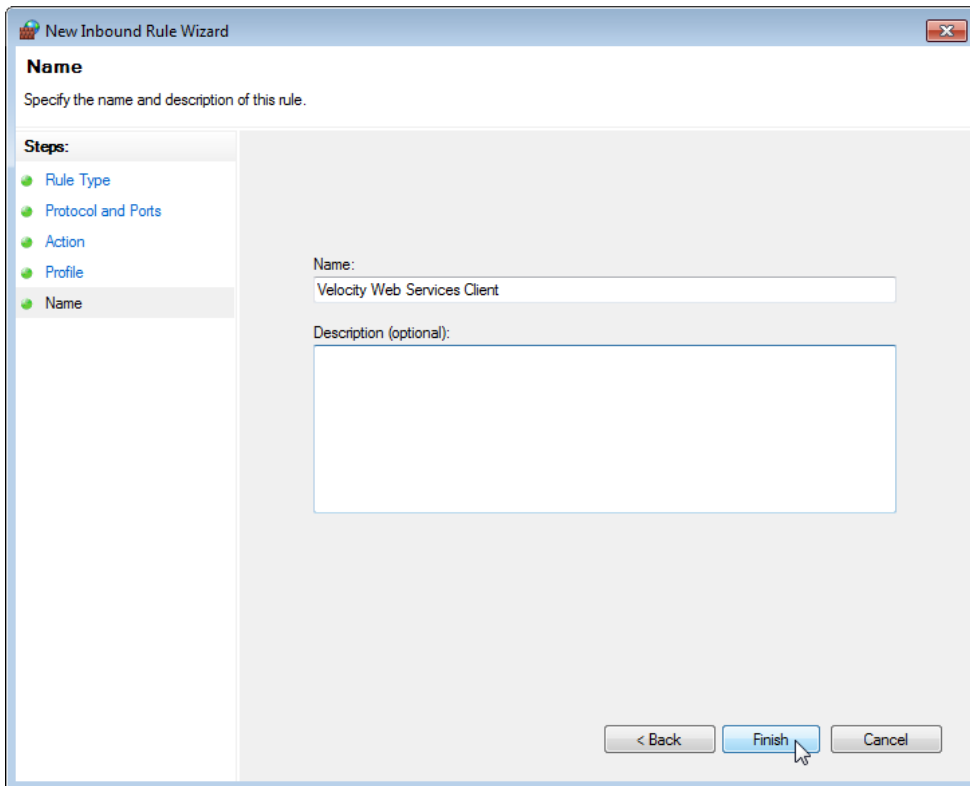 New Inbound Rule Wizard
Name
Specify the name and description of this rule.
Steps:
Rule Type
Protocol and Ports
Action
Profile
Name
Name:
Velocity Web Services Client
Description (optional):
< Back Finish Cancel